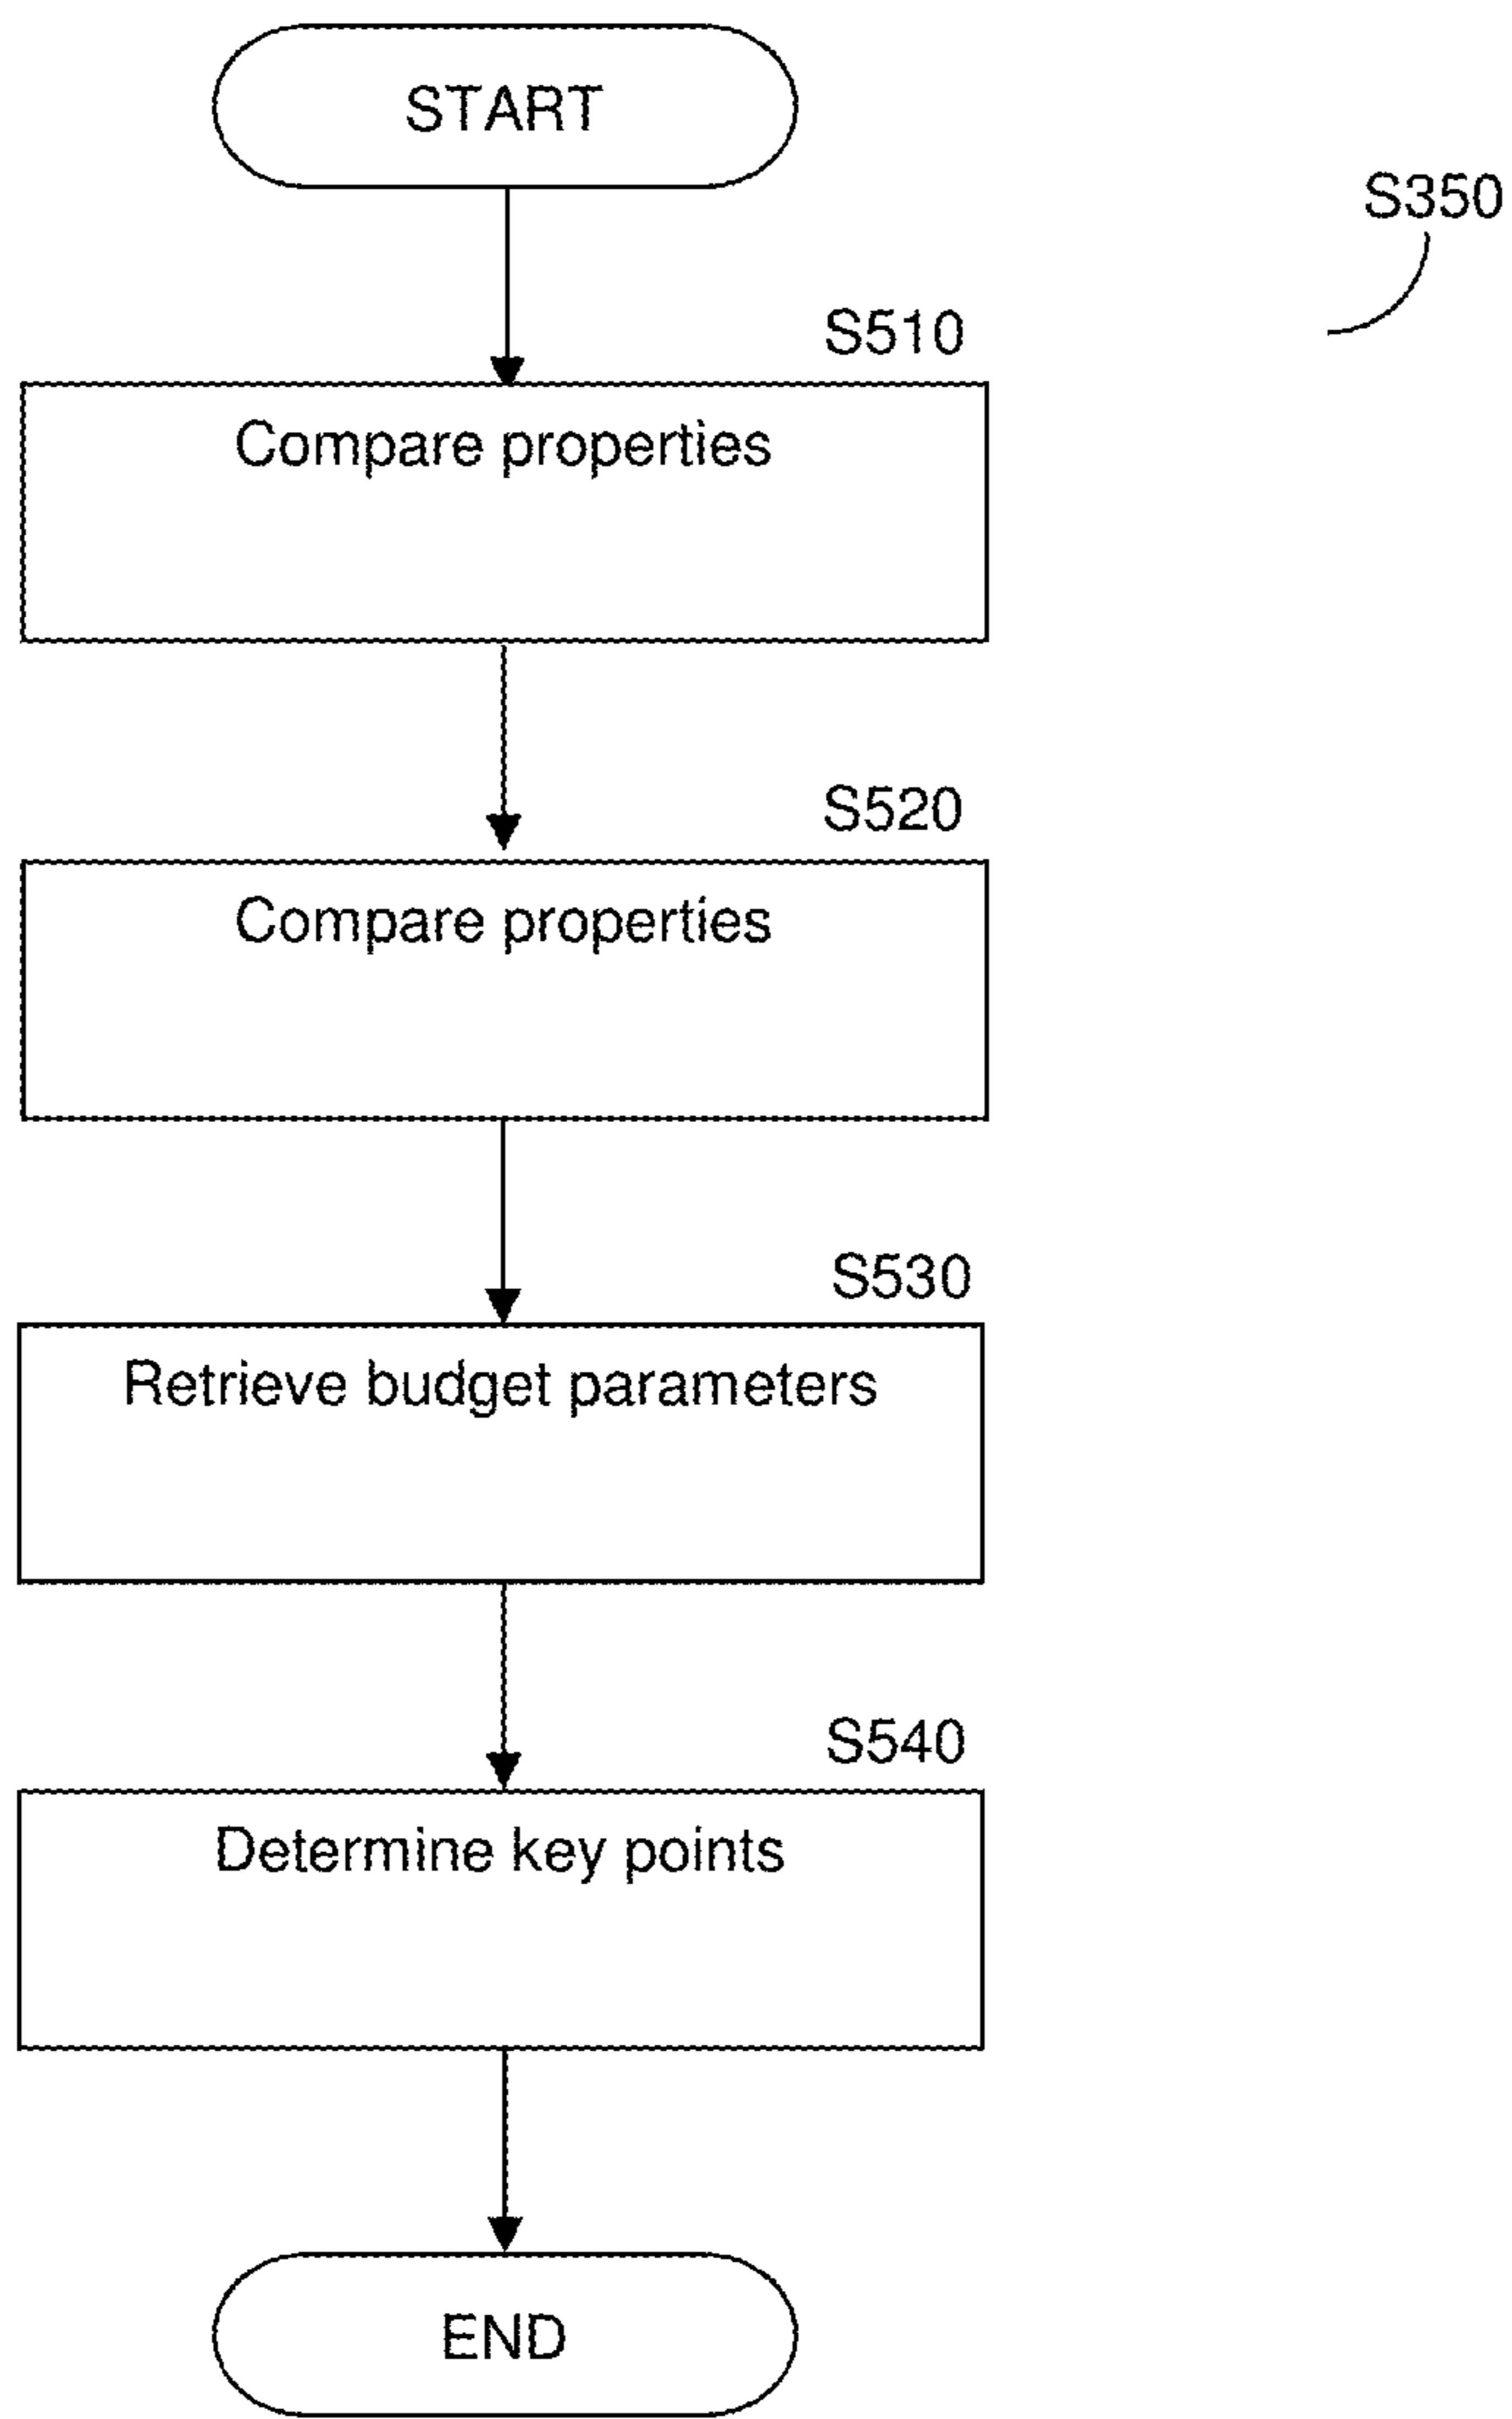 START
S350
S510
Compare properties
S520
Compare properties
S530
Retrieve budget parameters
S540
Determine key points
END